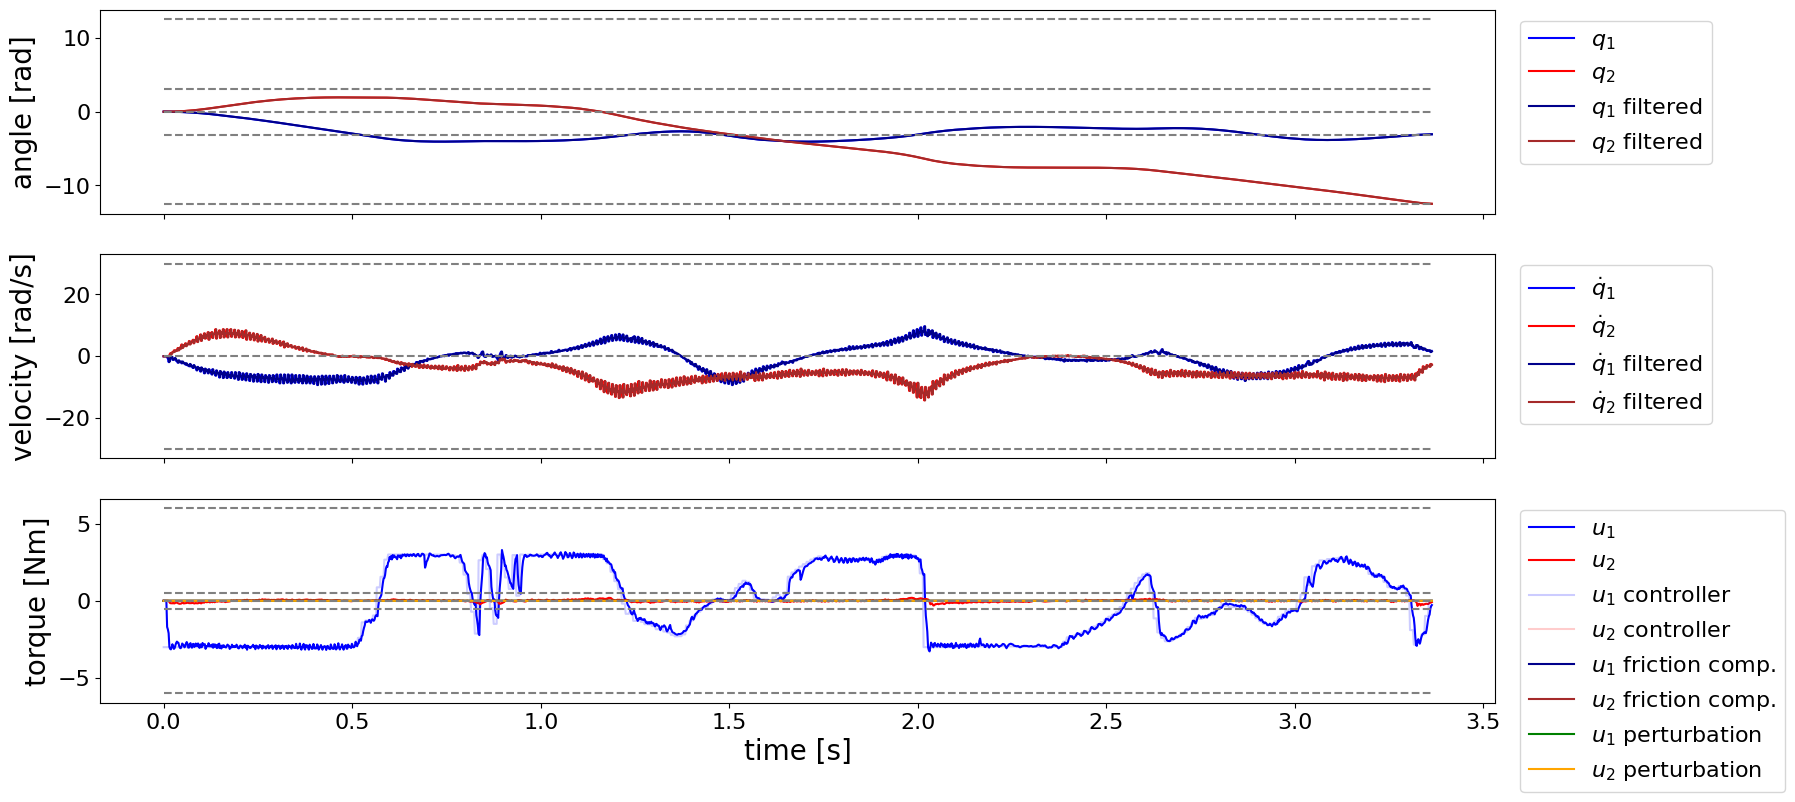 angle [rad]
10
0
−10
q₁
q₂
q₁ filtered
q₂ filtered
velocity [rad/s]
20
0
−20
q̇₁
q̇₂
q̇₁ filtered
q̇₂ filtered
torque [Nm]
5
0
−5
0.0 0.5 1.0 1.5 2.0 2.5 3.0 3.5
time [s]
u₁
u₂
u₁ controller
u₂ controller
u₁ friction comp.
u₂ friction comp.
u₁ perturbation
u₂ perturbation